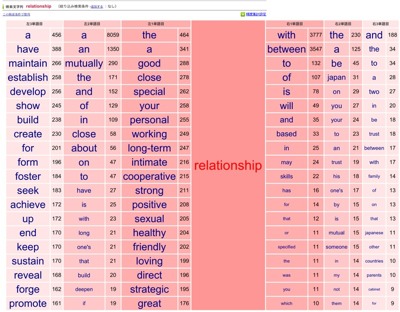 検索文字列 relationship
a 456 a 8059 the 464 with 3777 the 230 and 188
have 388 an 1350 a 341 between 3547 a 125 the 34
maintain 266 mutually 290 good 288 to 132 be 45 to 34
establish 258 the 171 close 278 of 107 japan 31 a 28
develop 256 and 152 special 262 is 78 on 29 two 27
show 245 of 129 your 258 will 49 you 27 in 20
build 238 in 109 personal 255 and 35 your 24 be 18
create 230 close 58 working 249 based 33 to 23 trust 18
for 201 about 56 long-term 247 in 25 an 21 between 17
form 196 on 47 intimate 216 relationship may 24 trust 19 with 17
foster 184 to 47 cooperative 215 skills 22 his 18 family 14
seek 183 have 27 strong 211 has 16 one's 17 of 13
achieve 172 is 25 positive 208 for 14 by 15 on 13
up 172 with 23 sexual 205 that 12 is 15 that 13
end 170 long 21 healthy 204 or 11 mutual 15 japanese 11
keep 170 one's 21 friendly 202 specified 11 someone 15 other 11
sustain 170 that 21 loving 199 the 11 in 14 countries 10
reveal 168 build 20 direct 196 was 11 my 14 parents 10
forge 162 deepen 19 strategic 195 you 11 not 14 cannot 9
promote 161 if 19 great 176 which 10 them 14 for 9